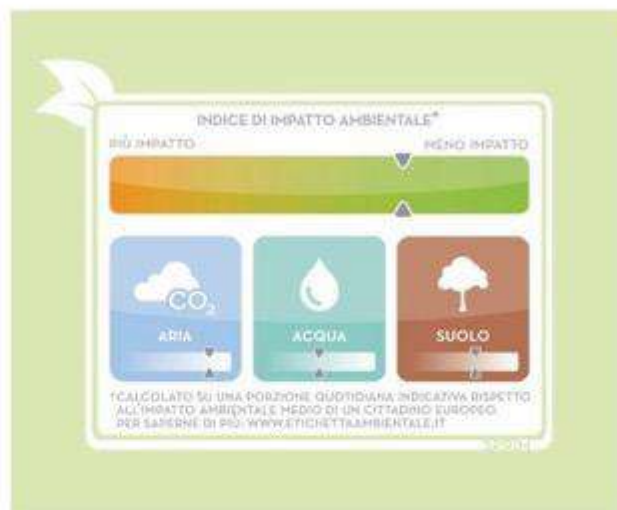 INDICE DI IMPATTO AMBIENTALE*
PIÙ IMPATTO MENO IMPATTO
CO2
ARIA ACQUA SUOLO
*CALCOLATO SU UNA PORZIONE QUOTIDIANA INDICATIVA RISPETTO
ALL'IMPATTO AMBIENTALE MEDIO DI UN CITTADINO EUROPEO
PER SAPERNE DI PIÙ: WWW.ETICHETTAAMBIENTALE.IT